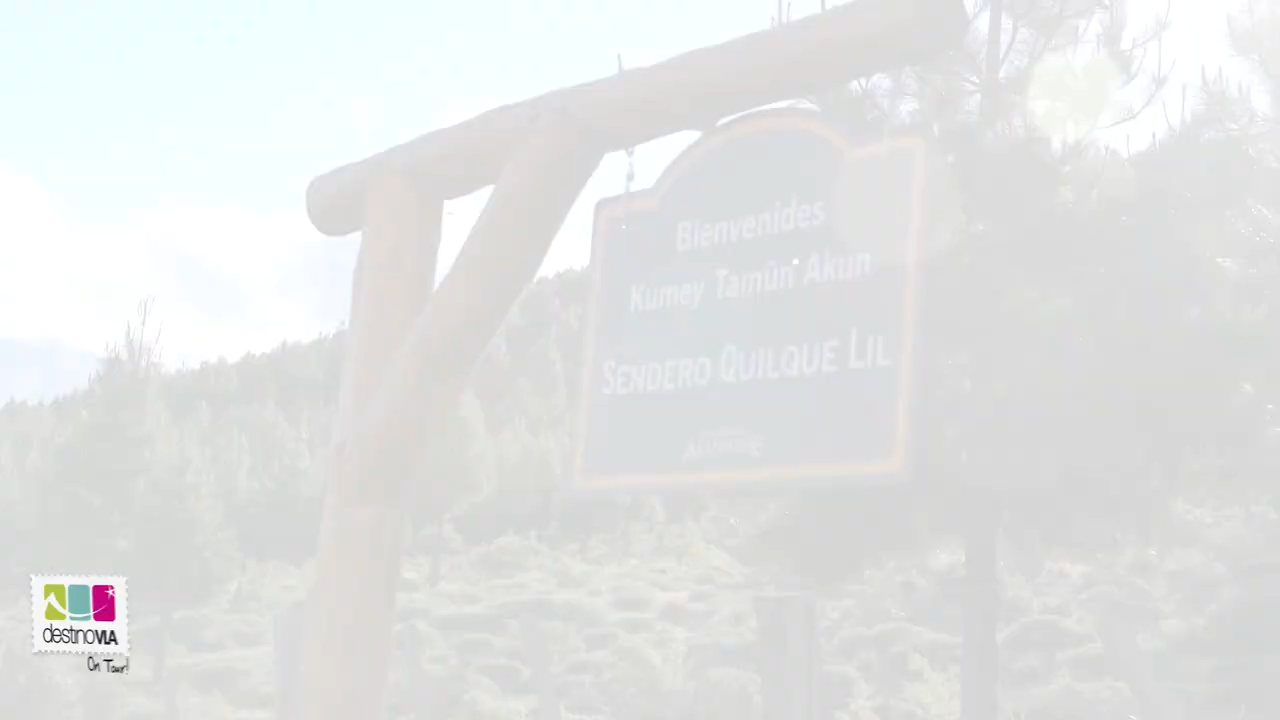 Bienvenides
Kümey Tamün Akun
SENDERO QUILQUE LIL
destinoVIA
On Tour!